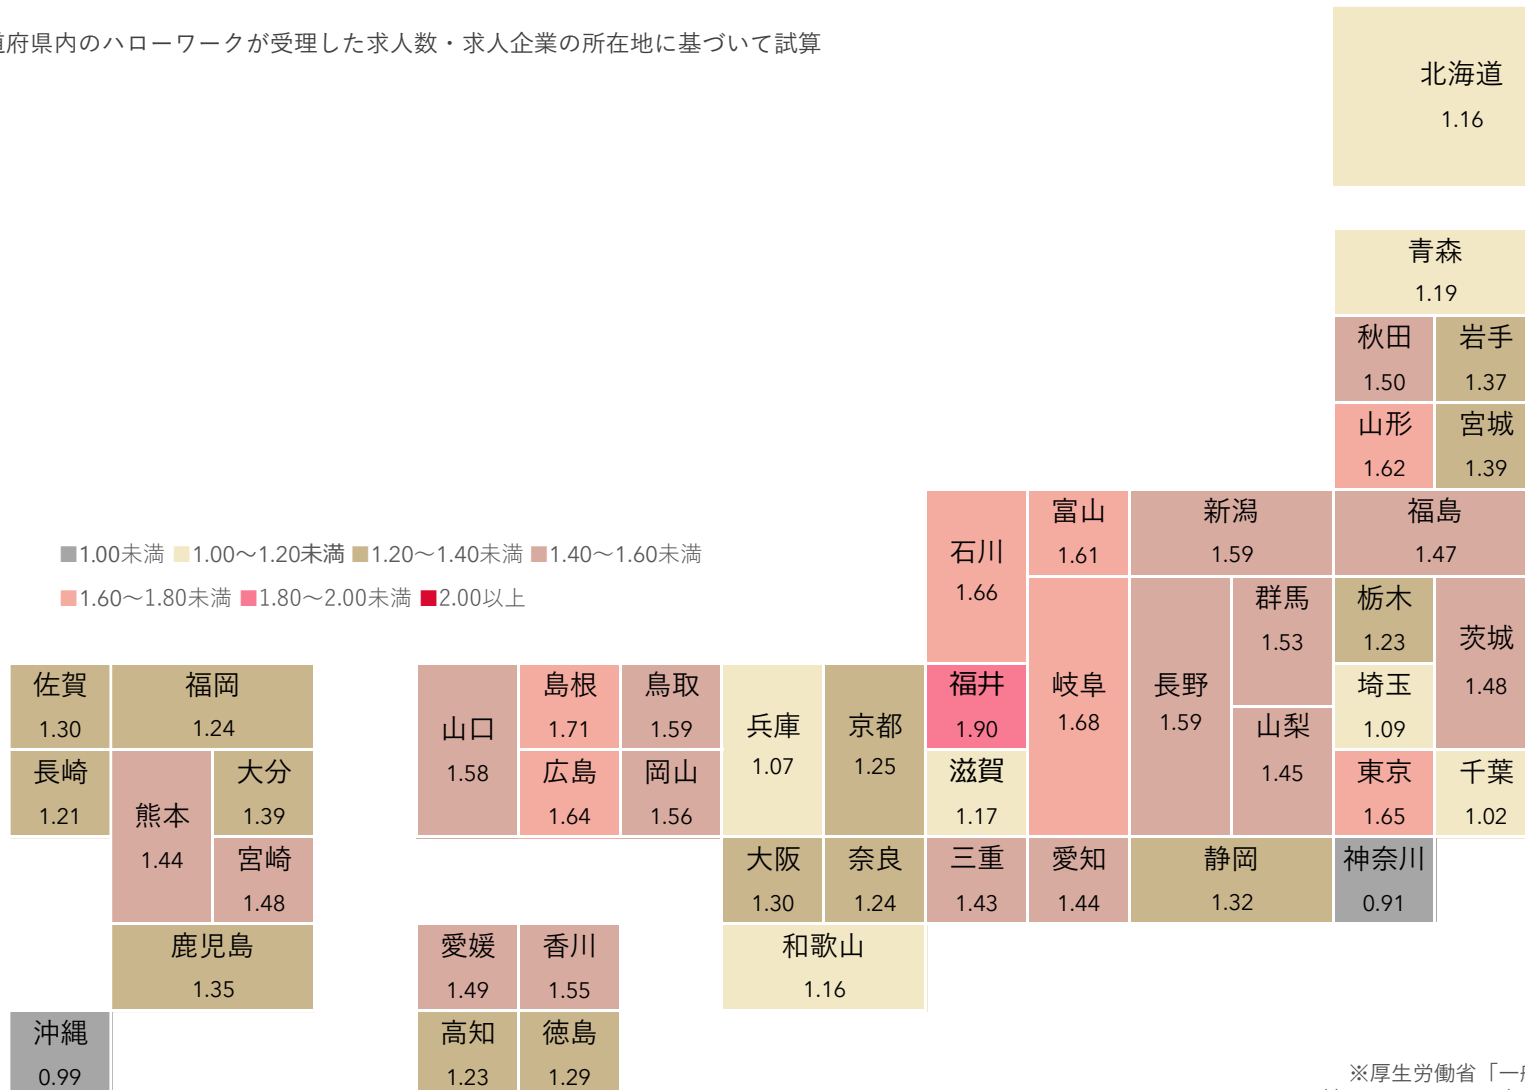 道府県内のハローワークが受理した求人数・求人企業の所在地に基づいて試算
北海道
1.16
青森
1.19
秋田 岩手
1.50 1.37
山形 宮城
1.62 1.39
石川 富山 新潟 福島
1.66 1.61 1.59 1.47
■1.00未満 ■1.00～1.20未満 ■1.20～1.40未満 ■1.40～1.60未満
■1.60～1.80未満 ■1.80～2.00未満 ■2.00以上
群馬 栃木 茨城
1.53 1.23 1.48
佐賀 福岡 山口 島根 鳥取 兵庫 京都 福井 岐阜 長野 山梨 埼玉
1.30 1.24 1.58 1.71 1.59 1.07 1.25 1.90 1.68 1.59 1.45 1.09
長崎 熊本 大分 広島 岡山 滋賀 東京 千葉
1.21 1.44 1.39 1.64 1.56 1.17 1.65 1.02
宮崎 大阪 奈良 三重 愛知 静岡 神奈川
1.48 1.30 1.24 1.43 1.44 1.32 0.91
鹿児島 愛媛 香川 和歌山
1.35 1.49 1.55 1.16
沖縄 高知 徳島
0.99 1.23 1.29
※厚生労働省「一般